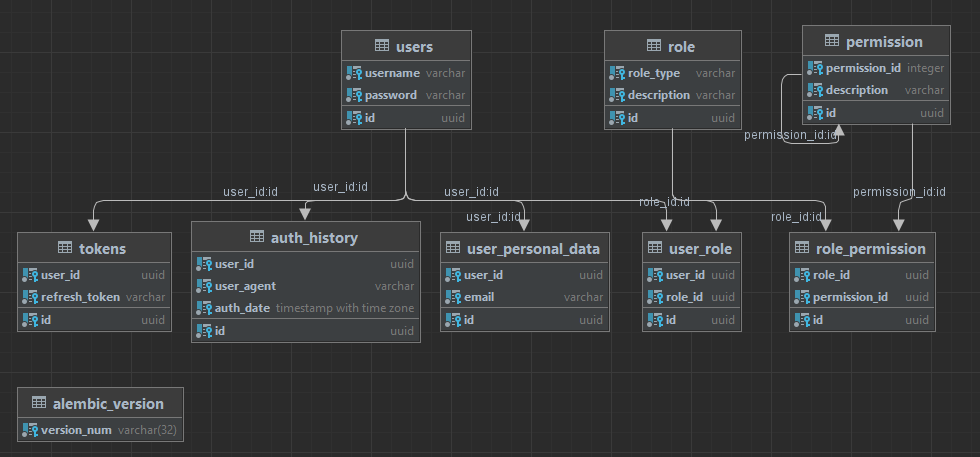 users
username varchar
password varchar
id uuid
role
role_type varchar
description varchar
id uuid
permission
permission_id integer
description varchar
id uuid
permission_id:id
user_id:id
user_id:id
user_id:id
user_id:id
role_id:id
role_id:id
permission_id:id
tokens
user_id uuid
refresh_token varchar
id uuid
auth_history
user_id uuid
user_agent varchar
auth_date timestamp with time zone
id uuid
user_personal_data
user_id uuid
email varchar
id uuid
user_role
user_id uuid
role_id uuid
id uuid
role_permission
role_id uuid
permission_id uuid
id uuid
alembic_version
version_num varchar(32)